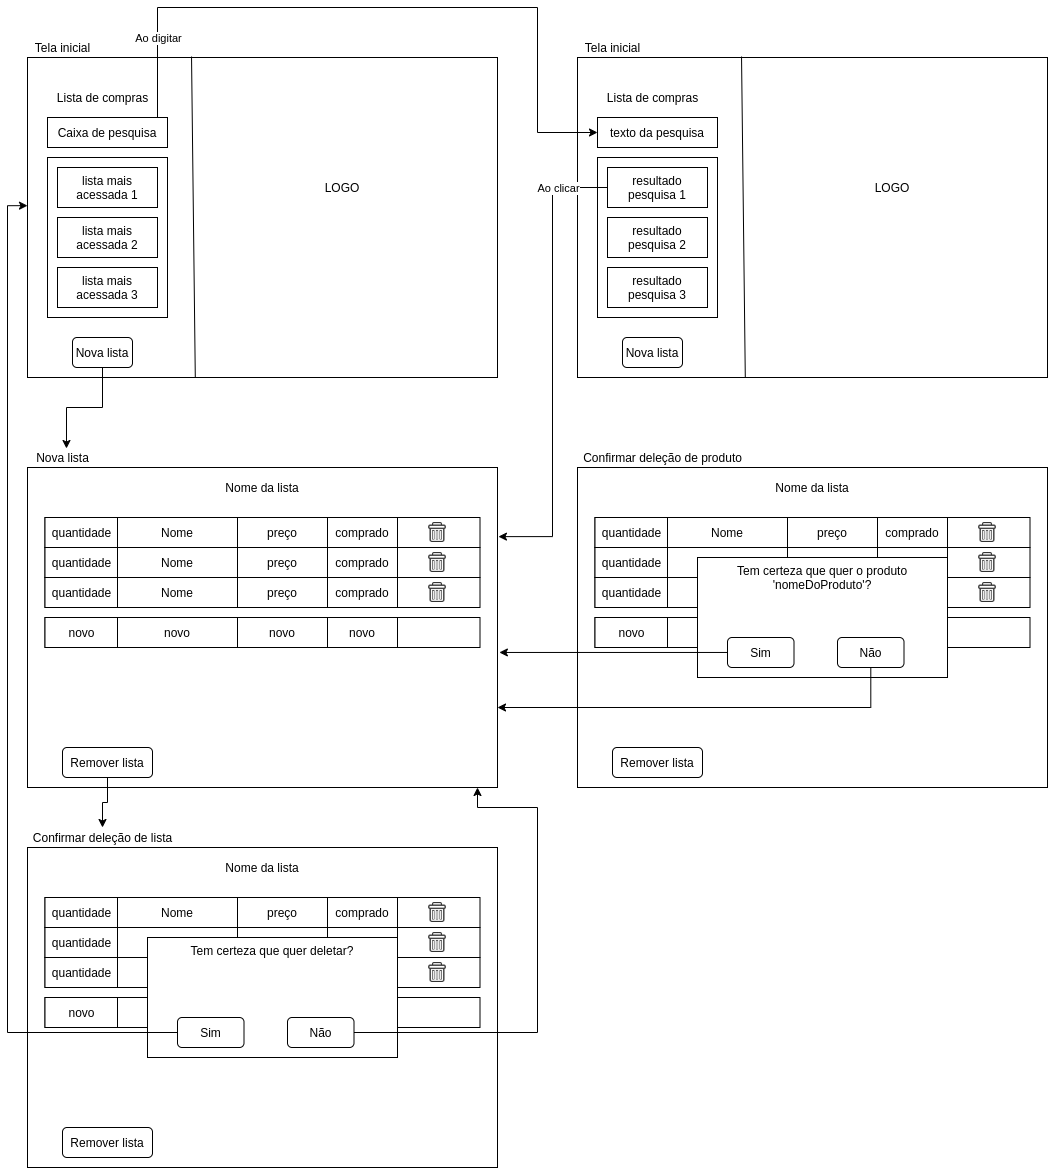 Ao digitar
Tela inicial
Lista de compras
Caixa de pesquisa
lista mais
acessada 1
lista mais
acessada 2
lista mais
acessada 3
Nova lista
LOGO
Tela inicial
Lista de compras
texto da pesquisa
Ao clicar
resultado
pesquisa 1
resultado
pesquisa 2
resultado
pesquisa 3
Nova lista
LOGO
Nova lista
Nome da lista
quantidade Nome preço comprado
quantidade Nome preço comprado
quantidade Nome preço comprado
novo novo novo novo
Remover lista
Confirmar deleção de produto
Nome da lista
quantidade Nome preço comprado
quantidade
quantidade
novo
Tem certeza que quer o produto
'nomeDoProduto'?
Sim Não
Remover lista
Confirmar deleção de lista
Nome da lista
quantidade Nome preço comprado
quantidade
quantidade
novo
Tem certeza que quer deletar?
Sim Não
Remover lista